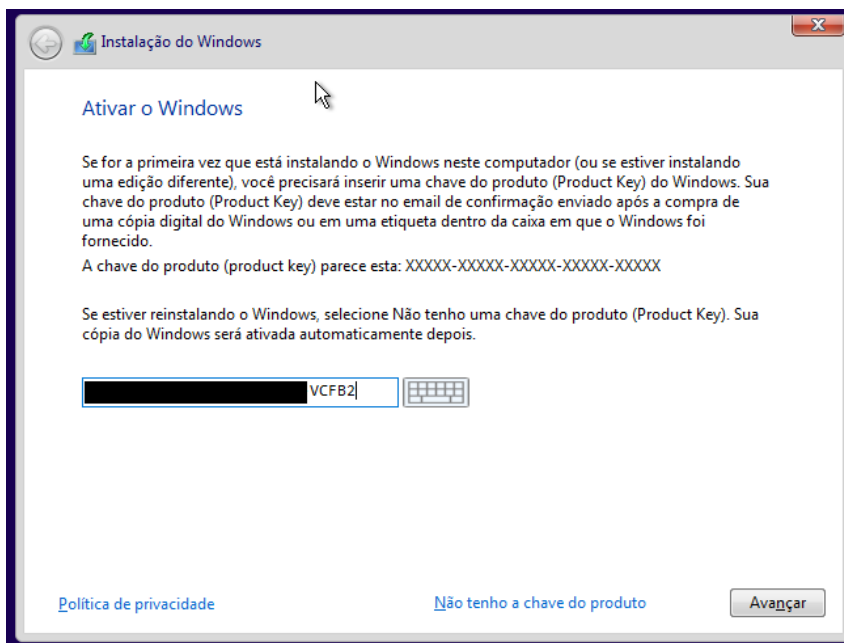 Instalação do Windows
Ativar o Windows
Se for a primeira vez que está instalando o Windows neste computador (ou se estiver instalando
uma edição diferente), você precisará inserir uma chave do produto (Product Key) do Windows. Sua
chave do produto (Product Key) deve estar no email de confirmação enviado após a compra de
uma cópia digital do Windows ou em uma etiqueta dentro da caixa em que o Windows foi
fornecido.
A chave do produto (product key) parece esta: XXXXX-XXXXX-XXXXX-XXXXX-XXXXX
Se estiver reinstalando o Windows, selecione Não tenho uma chave do produto (Product Key). Sua
cópia do Windows será ativada automaticamente depois.
VCFB2
Política de privacidade
Não tenho a chave do produto
Avançar